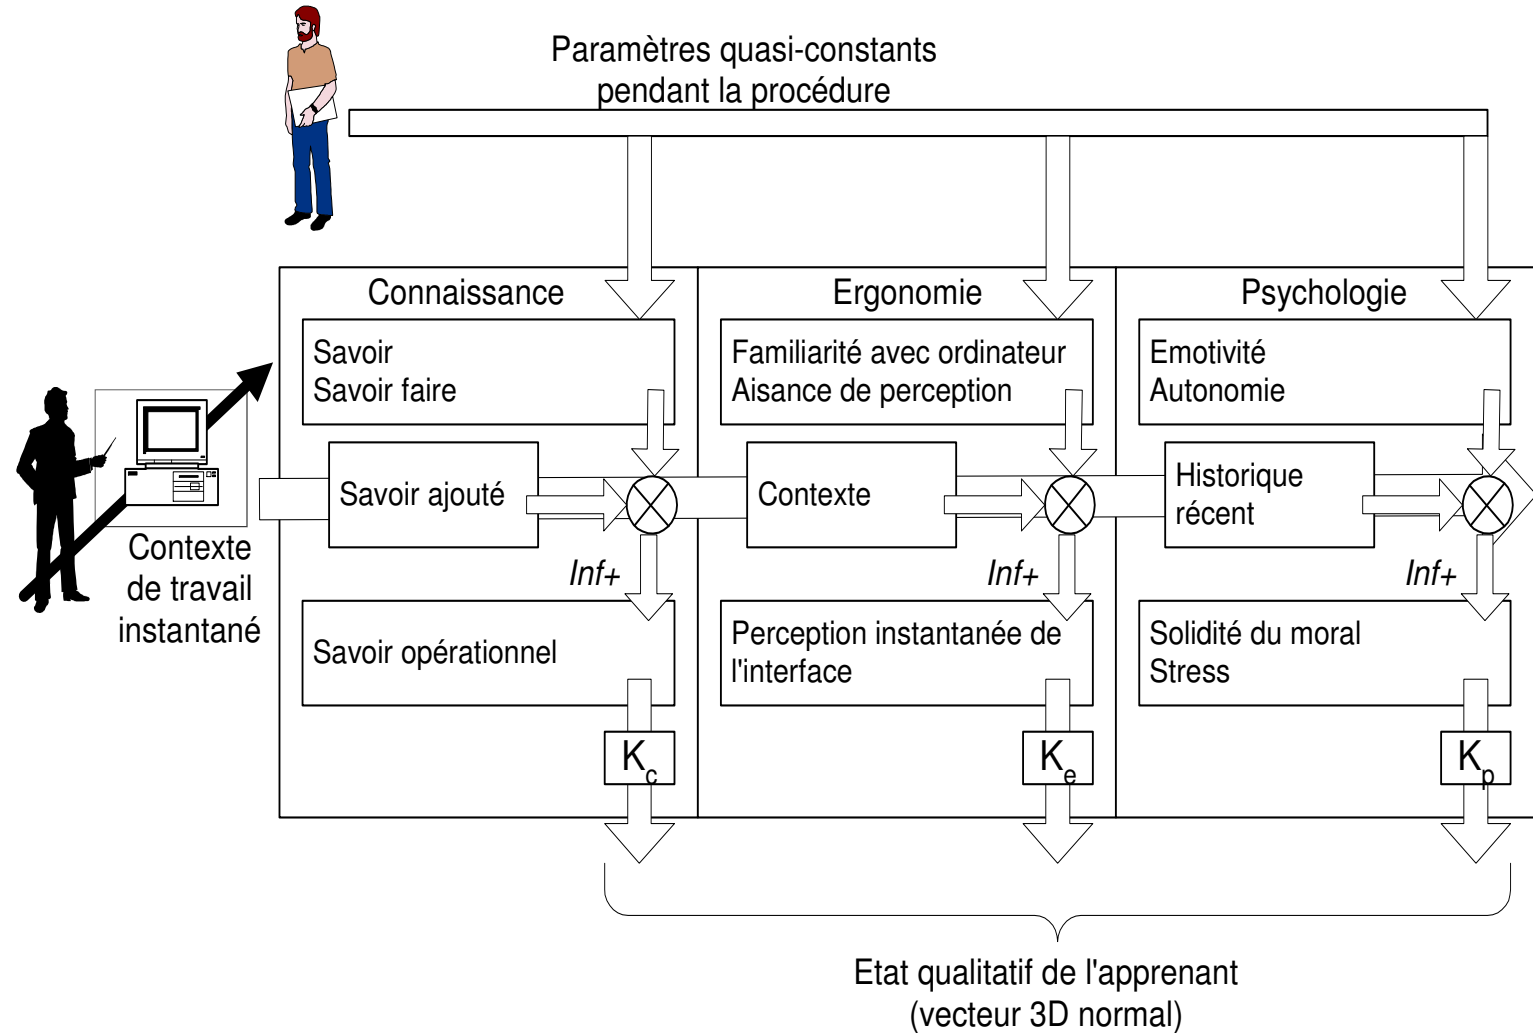 Paramètres quasi-constants
pendant la procédure
Connaissance
Ergonomie
Psychologie
Savoir
Savoir faire
Familiarité avec ordinateur
Aisance de perception
Emotivité
Autonomie
Savoir ajouté
Contexte
Historique
récent
Contexte
de travail
instantané
Inf+
Inf+
Inf+
Savoir opérationnel
Perception instantanée de
l'interface
Solidité du moral
Stress
Kc
Ke
Kp
Etat qualitatif de l'apprenant
(vecteur 3D normal)